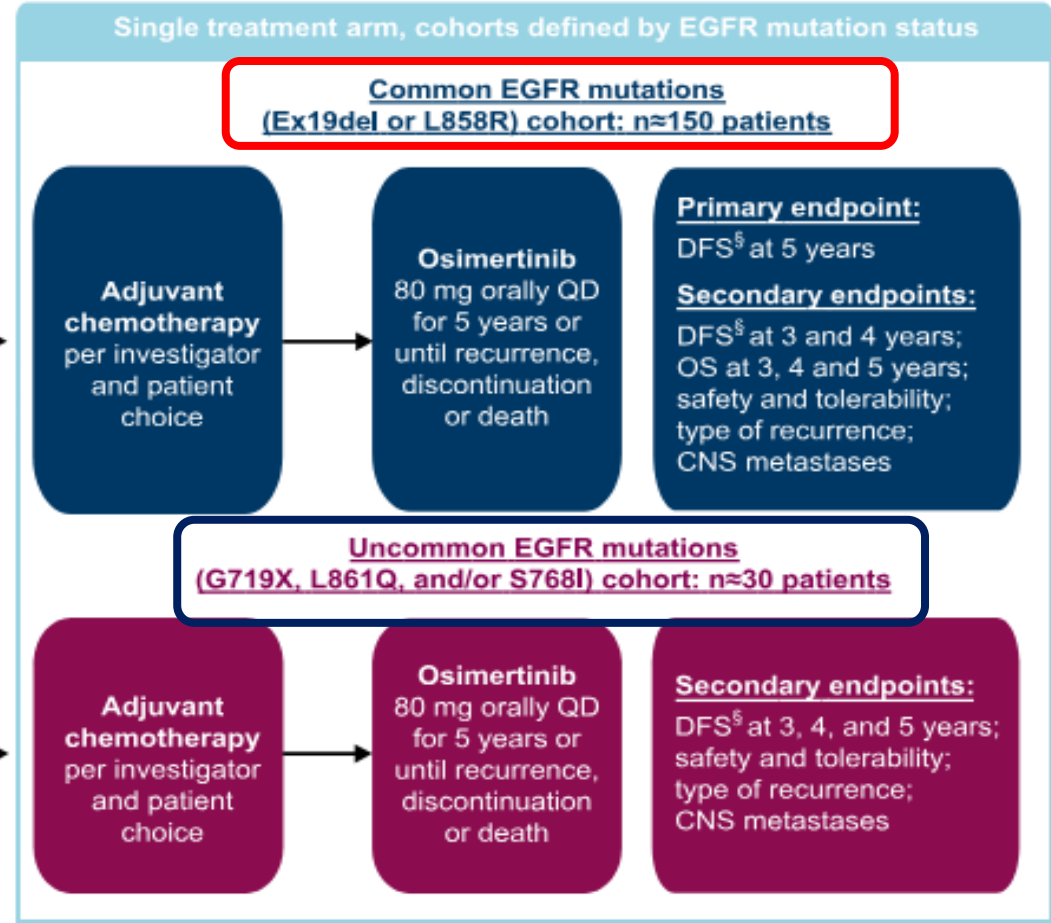 Single treatment arm, cohorts defined by EGFR mutation status
Common EGFR mutations
(Ex19del or L858R) cohort: n≈150 patients
Adjuvant
chemotherapy
per investigator
and patient
choice
Osimertinib
80 mg orally QD
for 5 years or
until recurrence,
discontinuation
or death
Primary endpoint:
DFS§ at 5 years
Secondary endpoints:
DFS§ at 3 and 4 years;
OS at 3, 4 and 5 years;
safety and tolerability;
type of recurrence;
CNS metastases
Uncommon EGFR mutations
(G719X, L861Q, and/or S768I) cohort: n≈30 patients
Adjuvant
chemotherapy
per investigator
and patient
choice
Osimertinib
80 mg orally QD
for 5 years or
until recurrence,
discontinuation
or death
Secondary endpoints:
DFS§ at 3, 4, and 5 years;
safety and tolerability;
type of recurrence;
CNS metastases